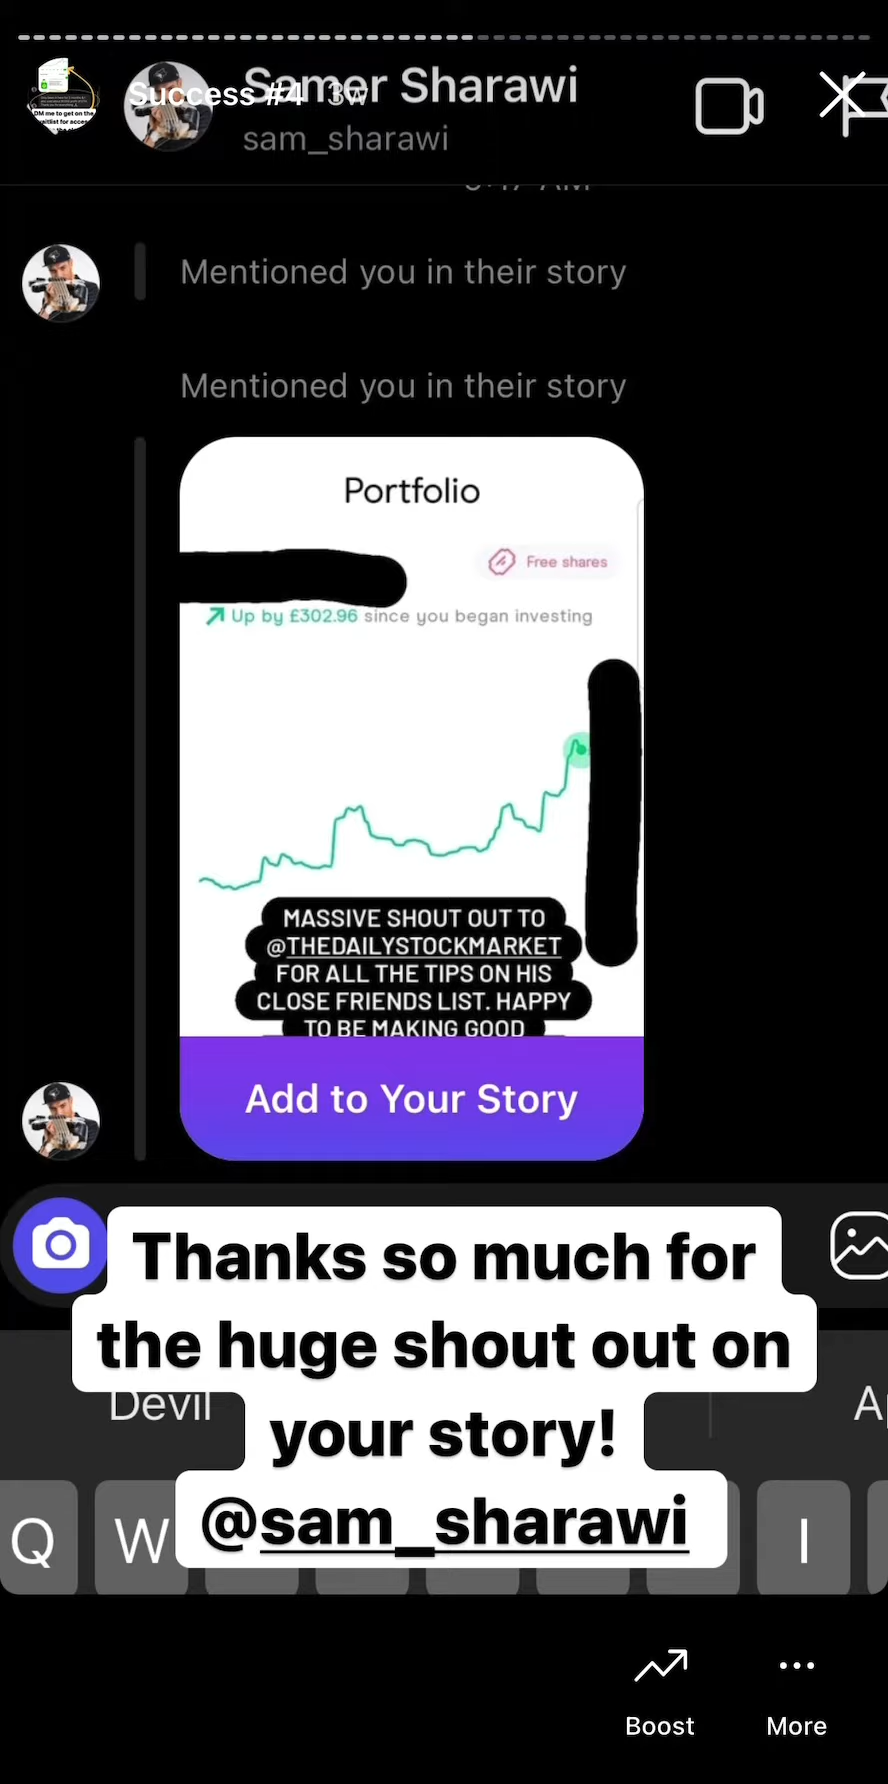 Samer Sharawi
Success #4 3w
sam_sharawi
Mentioned you in their story
Mentioned you in their story
Portfolio
Free shares
Up by £302.96 since you began investing
MASSIVE SHOUT OUT TO
@THEDAILYSTOCKMARKET
FOR ALL THE TIPS ON HIS
CLOSE FRIENDS LIST. HAPPY
TO BE MAKING GOOD
Add to Your Story
Thanks so much for
the huge shout out on
Devil
your story!
Q W I
@sam_sharawi
Boost More